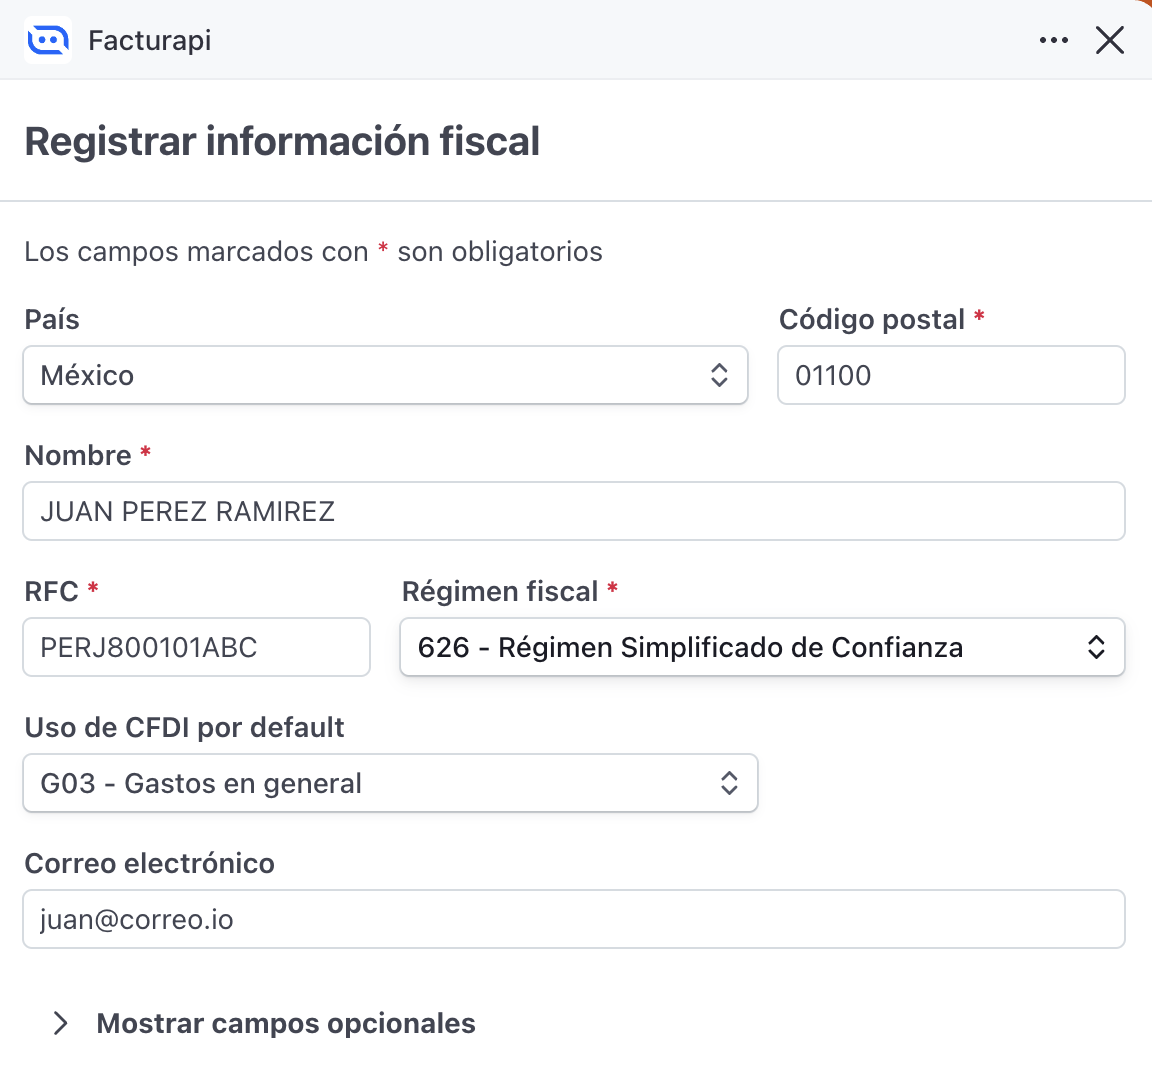 Facturapi
Registrar información fiscal
Los campos marcados con * son obligatorios
País
Código postal *
México
01100
Nombre *
JUAN PEREZ RAMIREZ
RFC *
Régimen fiscal *
PERJ800101ABC
626 - Régimen Simplificado de Confianza
Uso de CFDI por default
G03 - Gastos en general
Correo electrónico
juan@correo.io
Mostrar campos opcionales